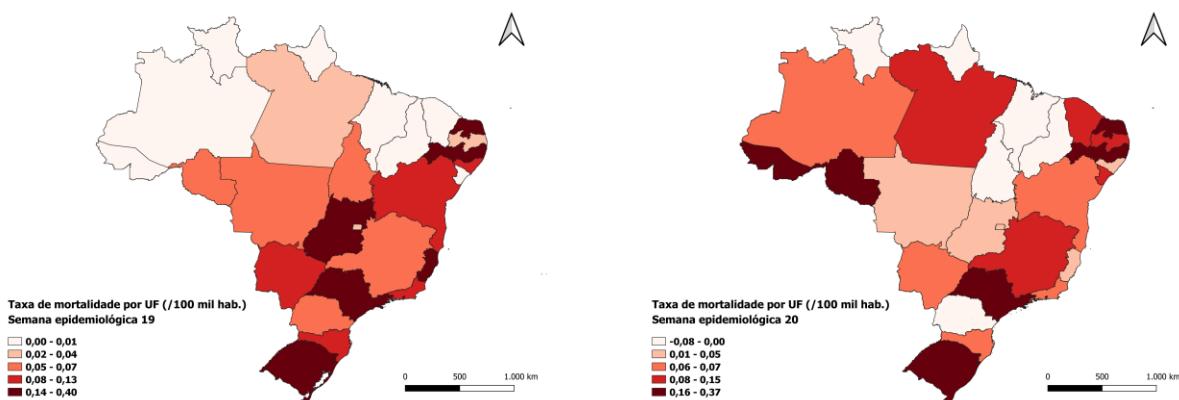 Taxa de mortalidade por UF (/100 mil hab.)
Semana epidemiológica 19
0,00 - 0,01
0,02 - 0,04
0,05 - 0,07
0,08 - 0,13
0,14 - 0,40
0 500 1.000 km
Taxa de mortalidade por UF (/100 mil hab.)
Semana epidemiológica 20
-0,08 - 0,00
0,01 - 0,05
0,06 - 0,07
0,08 - 0,15
0,16 - 0,37
0 500 1.000 km